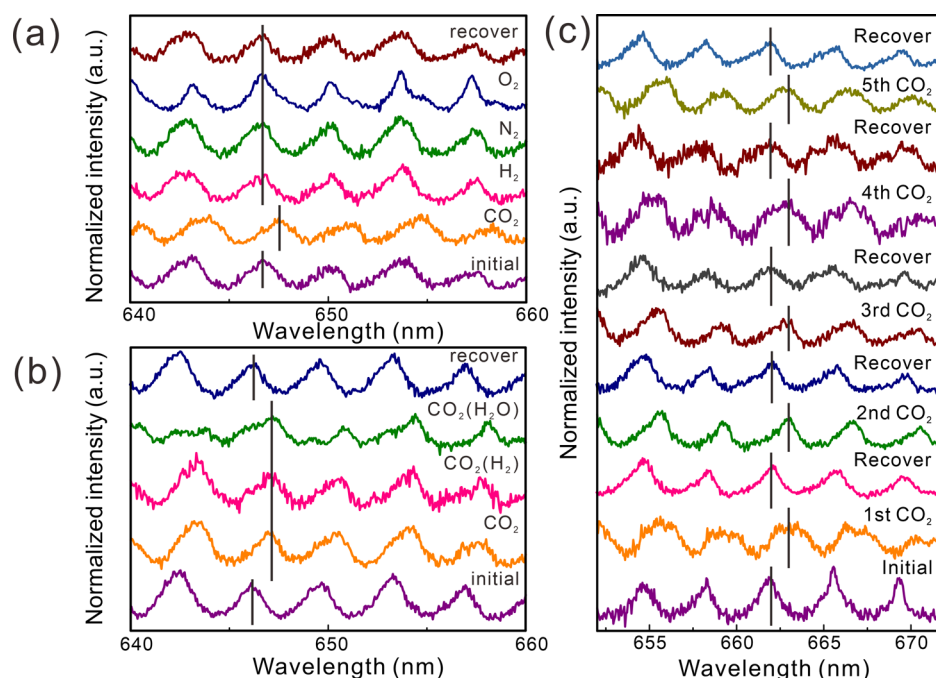 (a)
Normalized intensity (a.u.)
recover
O₂
N₂
H₂
CO₂
initial
640 650 660
Wavelength (nm)
(b)
Normalized intensity (a.u.)
recover
CO₂(H₂O)
CO₂(H₂)
CO₂
initial
640 650 660
Wavelength (nm)
(c)
Normalized intensity (a.u.)
Recover
5th CO₂
Recover
4th CO₂
Recover
3rd CO₂
Recover
2nd CO₂
Recover
1st CO₂
Initial
655 660 665 670
Wavelength (nm)